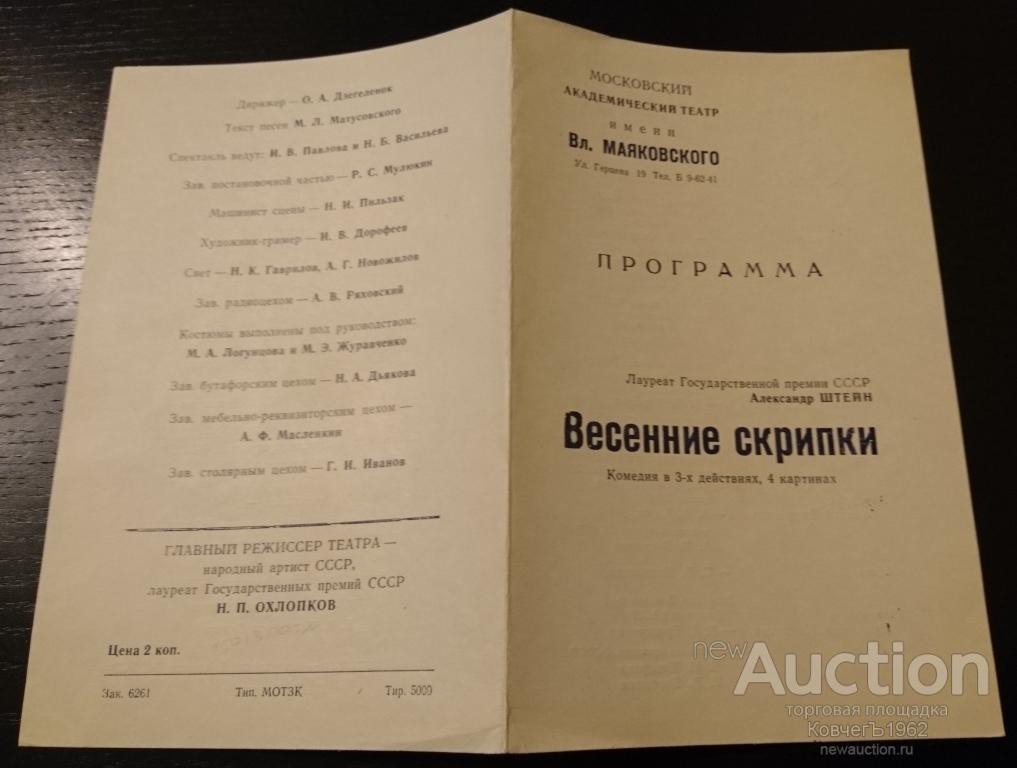 Дирижер — О. А. Дзегеленок
Текст песен М. Л. Матусовского
Спектакль ведут: И. В. Павлова и Н. Б. Васильева
Зав. постановочной частью — Р. С. Мулюкин
Машинист сцены — Н. И. Пильзак
Художник-гример — Н. В. Дорофеев
Свет — Н. К. Гаврилов, А. Г. Новожилов
Зав. радиоцехом — А. В. Ряховский
Костюмы выполнены под руководством:
М. А. Логунцова и М. Э. Журавченко
Зав. бутафорским цехом — Н. А. Дьякова
Зав. мебельно-реквизиторским цехом —
А. Ф. Масленкин
Зав. столярным цехом — Г. И. Иванов
ГЛАВНЫЙ РЕЖИССЕР ТЕАТРА —
народный артист СССР,
лауреат Государственных премий СССР
Н. П. ОХЛОПКОВ
Цена 2 коп.
Зак. 6261 Тип. МОТЗК Тир. 5000
МОСКОВСКИЙ
АКАДЕМИЧЕСКИЙ ТЕАТР
имени
Вл. МАЯКОВСКОГО
Ул. Герцена 19 Тел. Б 9-62-41
ПРОГРАММА
Лауреат Государственной премии СССР
Александр ШТЕЙН
Весенние скрипки
Комедия в 3-х действиях, 4 картинах
new Auction
торговая площадка
КовчегЪ1962
newauction.ru